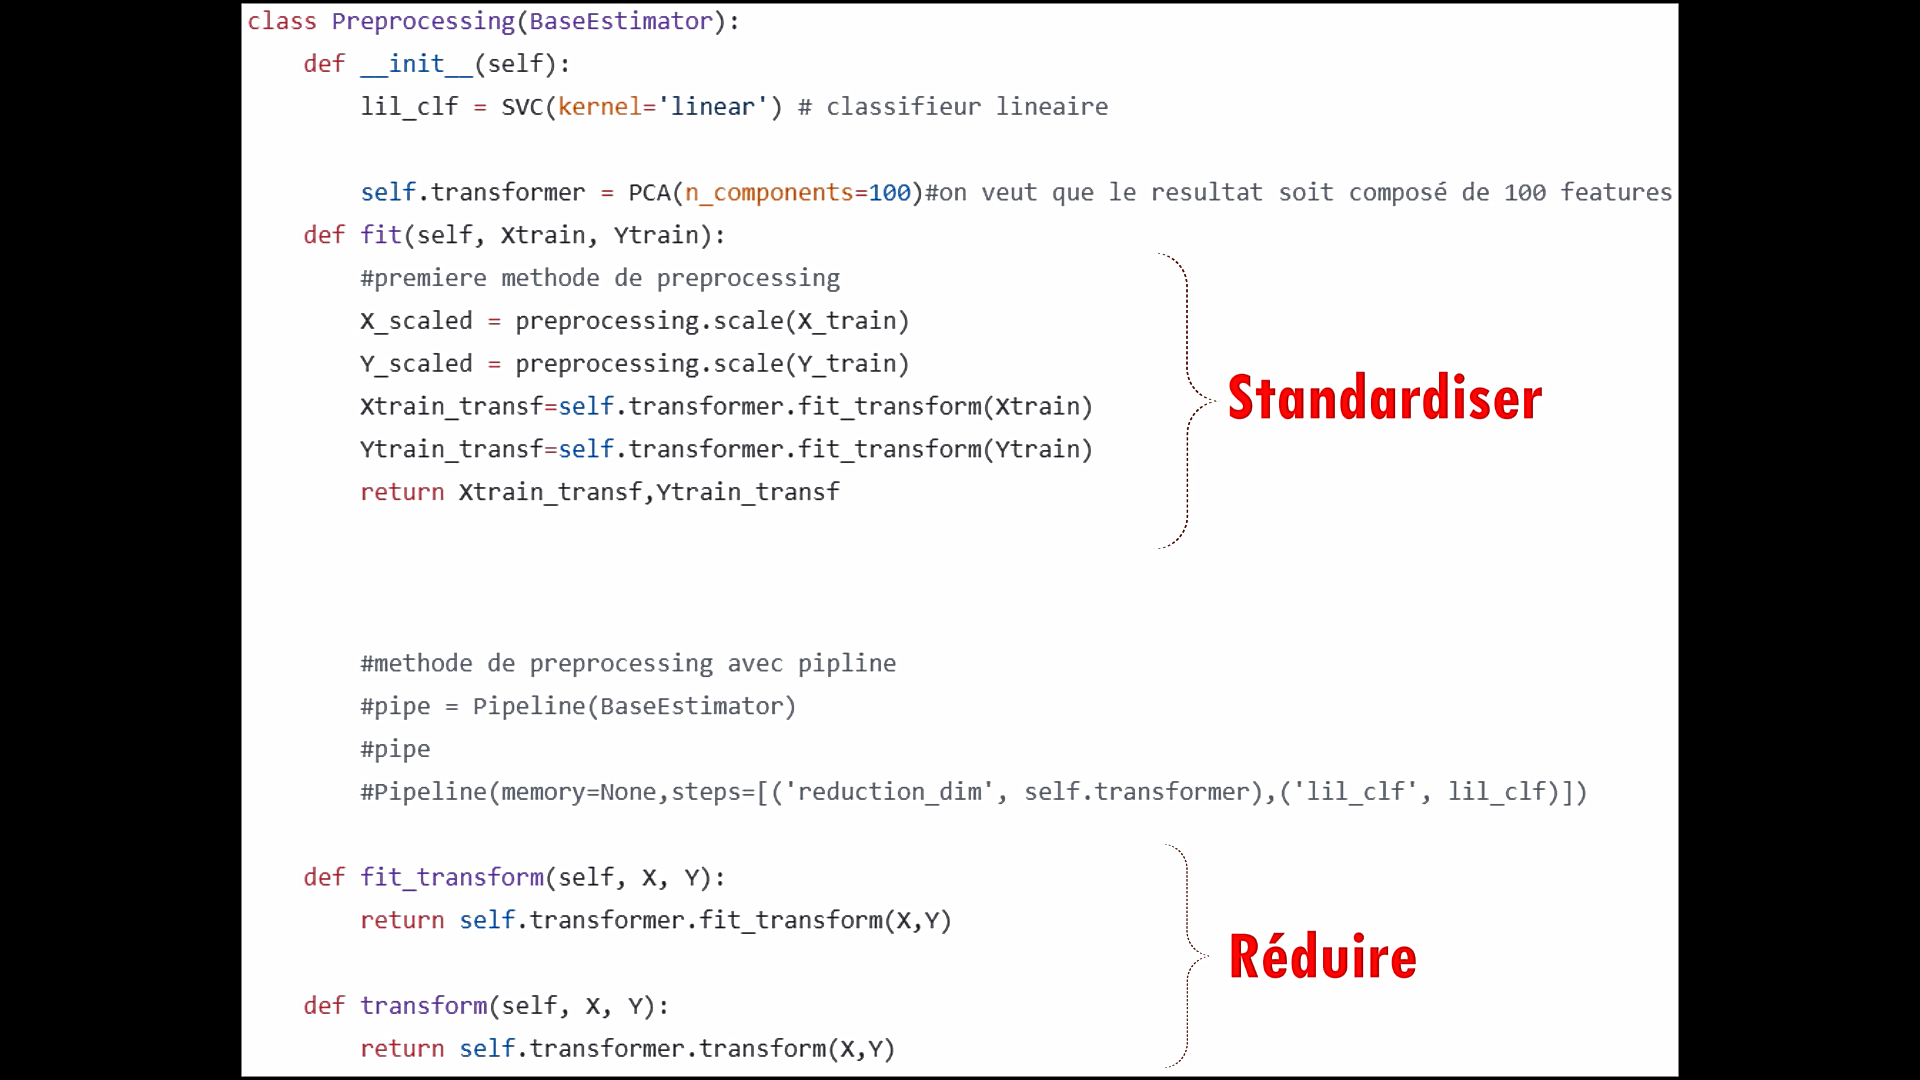 class Preprocessing(BaseEstimator):
    def __init__(self):
        lil_clf = SVC(kernel='linear') # classifieur lineaire
        self.transformer = PCA(n_components=100)#on veut que le resultat soit composé de 100 features
    def fit(self, Xtrain, Ytrain):
        #premiere methode de preprocessing
        X_scaled = preprocessing.scale(X_train)
        Y_scaled = preprocessing.scale(Y_train)
        Xtrain_transf=self.transformer.fit_transform(Xtrain)
        Ytrain_transf=self.transformer.fit_transform(Ytrain)
        return Xtrain_transf,Ytrain_transf
Standardiser
        #methode de preprocessing avec pipline
        #pipe = Pipeline(BaseEstimator)
        #pipe
        #Pipeline(memory=None,steps=[('reduction_dim', self.transformer),('lil_clf', lil_clf)])
    def fit_transform(self, X, Y):
        return self.transformer.fit_transform(X,Y)
    def transform(self, X, Y):
        return self.transformer.transform(X,Y)
Réduire